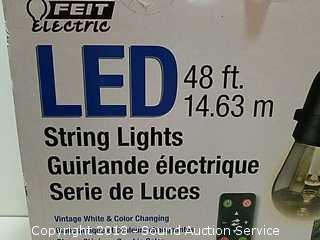 FEIT
Electric
LED
48 ft.
14.63 m
String Lights
Guirlande électrique
Serie de Luces
Vintage White & Color Changing
Copyright 2018 - Sound Auction Service